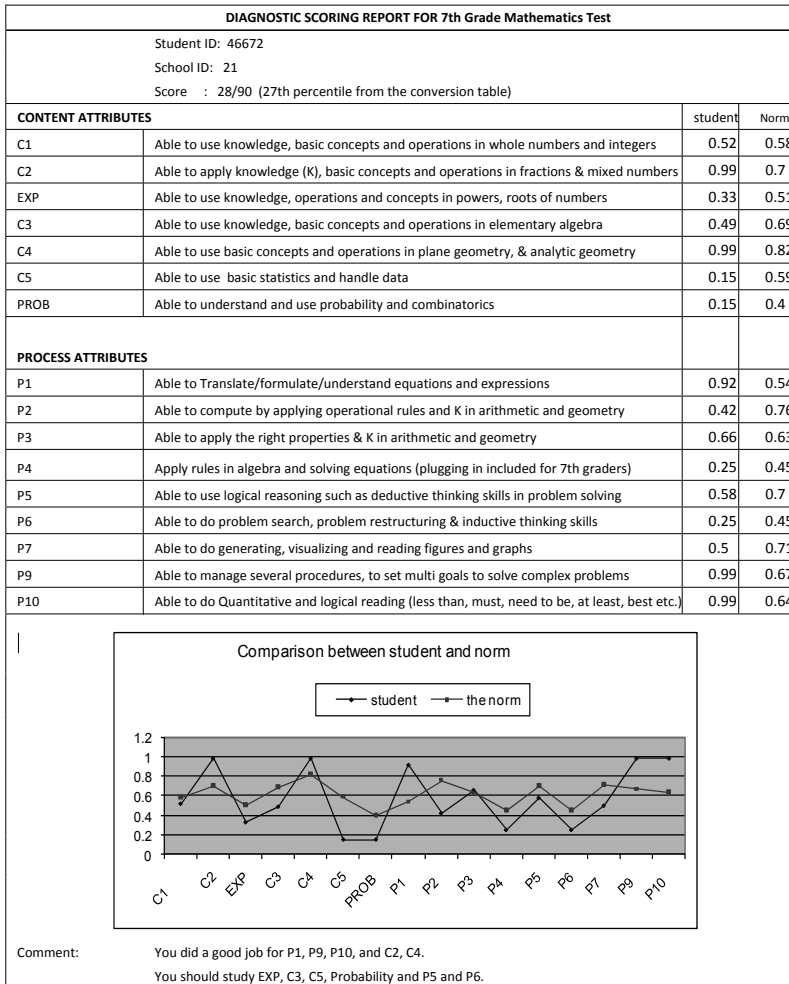 DIAGNOSTIC SCORING REPORT FOR 7th Grade Mathematics Test
Student ID: 46672
School ID: 21
Score : 28/90 (27th percentile from the conversion table)
CONTENT ATTRIBUTES student Norm
C1 Able to use knowledge, basic concepts and operations in whole numbers and integers 0.52 0.58
C2 Able to apply knowledge (K), basic concepts and operations in fractions & mixed numbers 0.99 0.7
EXP Able to use knowledge, operations and concepts in powers, roots of numbers 0.33 0.51
C3 Able to use knowledge, basic concepts and operations in elementary algebra 0.49 0.69
C4 Able to use basic concepts and operations in plane geometry, & analytic geometry 0.99 0.82
C5 Able to use basic statistics and handle data 0.15 0.59
PROB Able to understand and use probability and combinatorics 0.15 0.4
PROCESS ATTRIBUTES
P1 Able to Translate/formulate/understand equations and expressions 0.92 0.54
P2 Able to compute by applying operational rules and K in arithmetic and geometry 0.42 0.76
P3 Able to apply the right properties & K in arithmetic and geometry 0.66 0.63
P4 Apply rules in algebra and solving equations (plugging in included for 7th graders) 0.25 0.45
P5 Able to use logical reasoning such as deductive thinking skills in problem solving 0.58 0.7
P6 Able to do problem search, problem restructuring & inductive thinking skills 0.25 0.45
P7 Able to do generating, visualizing and reading figures and graphs 0.5 0.71
P9 Able to manage several procedures, to set multi goals to solve complex problems 0.99 0.67
P10 Able to do Quantitative and logical reading (less than, must, need to be, at least, best etc.) 0.99 0.64
Comparison between student and norm
student the norm
1.2
1
0.8
0.6
0.4
0.2
0
C1 C2 EXP C3 C4 C5 PROB P1 P2 P3 P4 P5 P6 P7 P9 P10
Comment: You did a good job for P1, P9, P10, and C2, C4.
You should study EXP, C3, C5, Probability and P5 and P6.